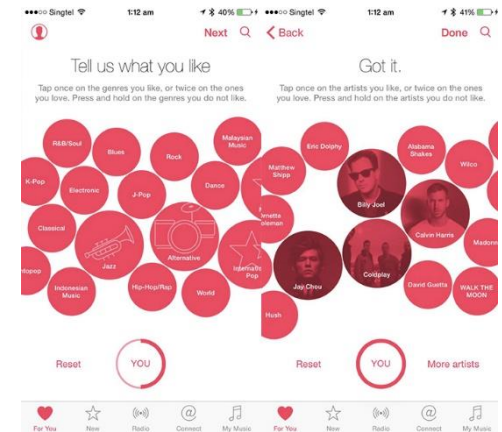 Singtel 1:12 am 40%
Next
Tell us what you like
Tap once on the genres you like, or twice on the ones
you love. Press and hold on the genres you do not like.
Malaysian
Music
R&B/Soul
Blues
Rock
K-Pop
Electronic
J-Pop
Dance
Classical
Jazz
Alternative
Pop
Indonesian
Music
Hip-Hop/Rap
World
Reset
YOU
For You
New
Radio
Connect
My Music
Singtel 1:12 am 41%
Back
Done
Got it.
Tap once on the artists you like, or twice on the ones
you love. Press and hold on the artists you do not like.
Eric Dolphy
Alabama
Shakes
Matthew
Shipp
Wilco
Billy Joel
Calvin Harris
Madonn
Jay Chou
Coldplay
David Guetta
WALK THE
MOON
Hush
Reset
YOU
More artists
For You
New
Radio
Connect
My Music